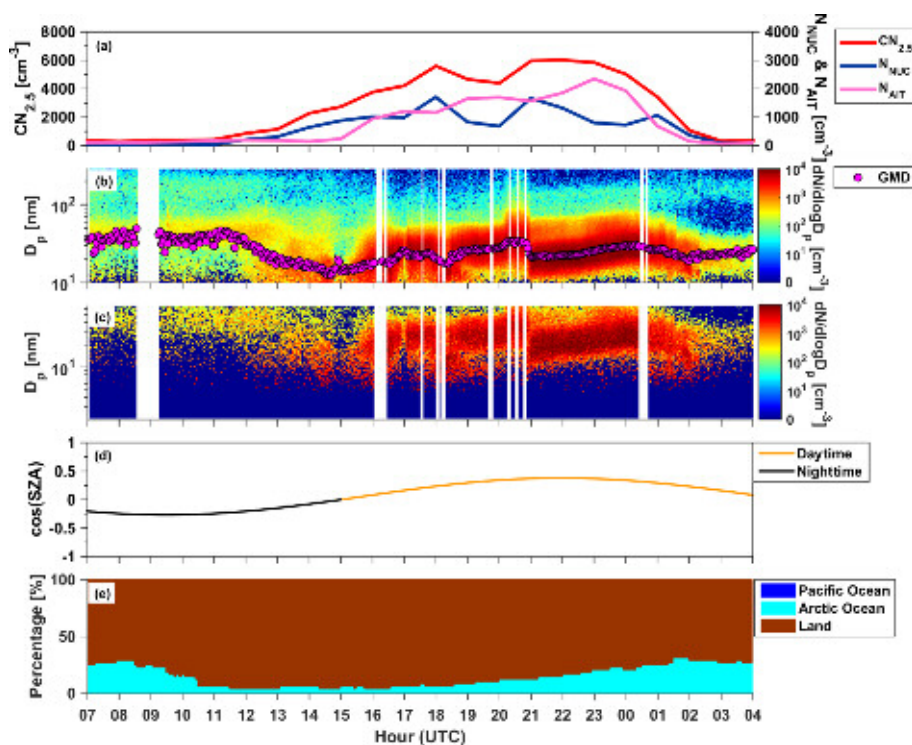 (a)
CN2.5 [cm-3]
8000
6000
4000
2000
0
4000
3000
2000
1000
0
N_NUC & N_AIT [cm-3]
CN2.5
N_NUC
N_AIT
(b)
Dp [nm]
10^2
10^1
10^4
10^3
10^2
10^1
0
dN/dlogDp [cm-3]
GMD
(c)
Dp [nm]
10^1
10^4
10^3
10^2
10^1
0
dN/dlogDp [cm-3]
(d)
cos(SZA)
1
0.5
0
-0.5
-1
Daytime
Nighttime
(e)
Percentage [%]
100
50
0
Pacific Ocean
Arctic Ocean
Land
07 08 09 10 11 12 13 14 15 16 17 18 19 20 21 22 23 00 01 02 03 04
Hour (UTC)